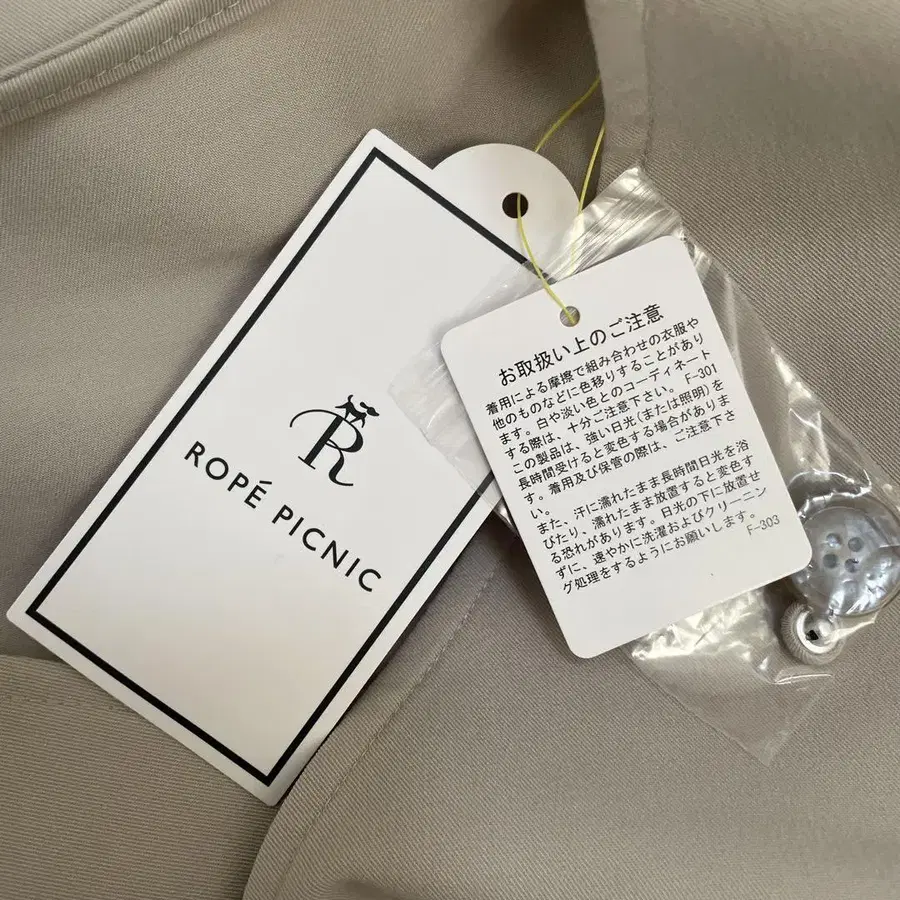 R
ROPÉ PICNIC
お取扱い上のご注意
着用による摩擦で組み合わせの衣服や
他のものなどに色移りすることがあり
ます。白や淡い色とのコーディネート
する際は、十分ご注意下さい。 F-301
この製品は、強い日光(または照明)を
長時間受けると変色する場合がありま
す。着用及び保管の際は、ご注意下さ
い。
また、汗に濡れたまま長時間日光を浴
びたり、濡れたまま放置すると変色す
る恐れがあります。日光の下に放置せ
ずに、速やかに洗濯およびクリーニン
グ処理をするようにお願いします。
F-303